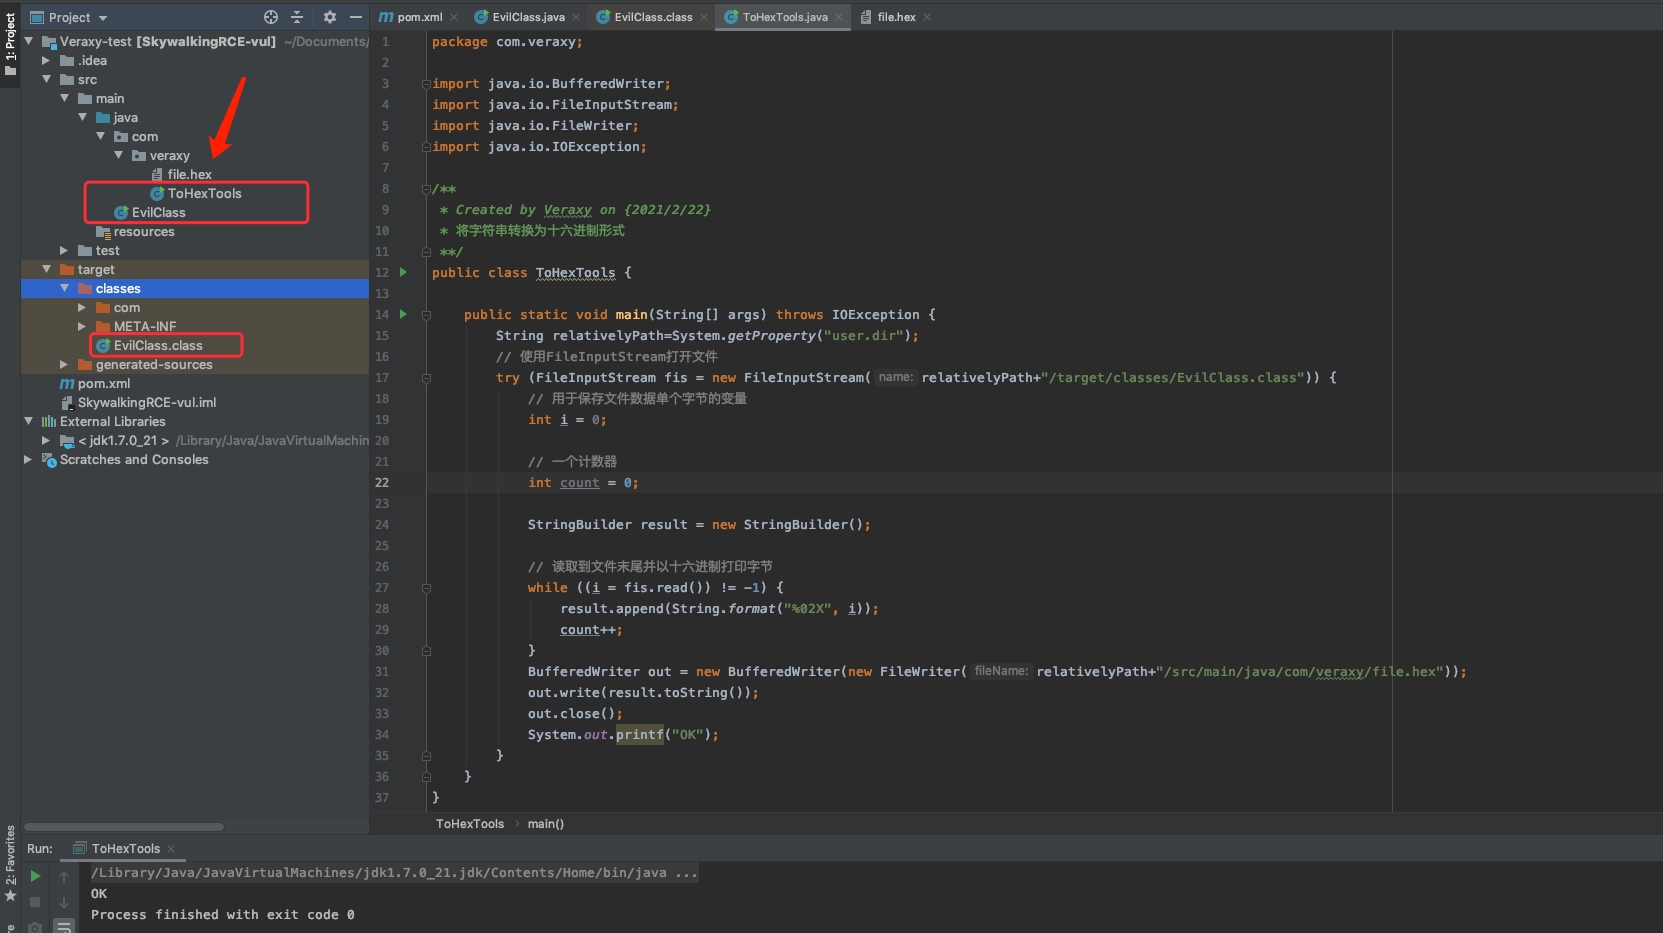 Project
pom.xml
EvilClass.java
EvilClass.class
ToHexTools.java
file.hex
1: Project
Veraxy-test [SkywalkingRCE-vul] ~/Documents/
.idea
src
main
java
com
veraxy
file.hex
ToHexTools
EvilClass
resources
test
target
classes
com
META-INF
EvilClass.class
generated-sources
pom.xml
SkywalkingRCE-vul.iml
External Libraries
< jdk1.7.0_21 > /Library/Java/JavaVirtualMachin
Scratches and Consoles
1 package com.veraxy;
2
3 import java.io.BufferedWriter;
4 import java.io.FileInputStream;
5 import java.io.FileWriter;
6 import java.io.IOException;
7
8 /**
9 * Created by Veraxy on {2021/2/22}
10 * 将字符串转换为十六进制形式
11 **/
12 public class ToHexTools {
13
14 public static void main(String[] args) throws IOException {
15 String relativelyPath=System.getProperty("user.dir");
16 // 使用FileInputStream打开文件
17 try (FileInputStream fis = new FileInputStream( name: relativelyPath+"/target/classes/EvilClass.class")) {
18 // 用于保存文件数据单个字节的变量
19 int i = 0;
20
21 // 一个计数器
22 int count = 0;
23
24 StringBuilder result = new StringBuilder();
25
26 // 读取到文件末尾并以十六进制打印字节
27 while ((i = fis.read()) != -1) {
28 result.append(String.format("%02X", i));
29 count++;
30 }
31 BufferedWriter out = new BufferedWriter(new FileWriter( fileName: relativelyPath+"/src/main/java/com/veraxy/file.hex"));
32 out.write(result.toString());
33 out.close();
34 System.out.printf("OK");
35 }
36 }
37 }
ToHexTools › main()
2: Favorites
Run: ToHexTools
/Library/Java/JavaVirtualMachines/jdk1.7.0_21.jdk/Contents/Home/bin/java ...
OK
Process finished with exit code 0